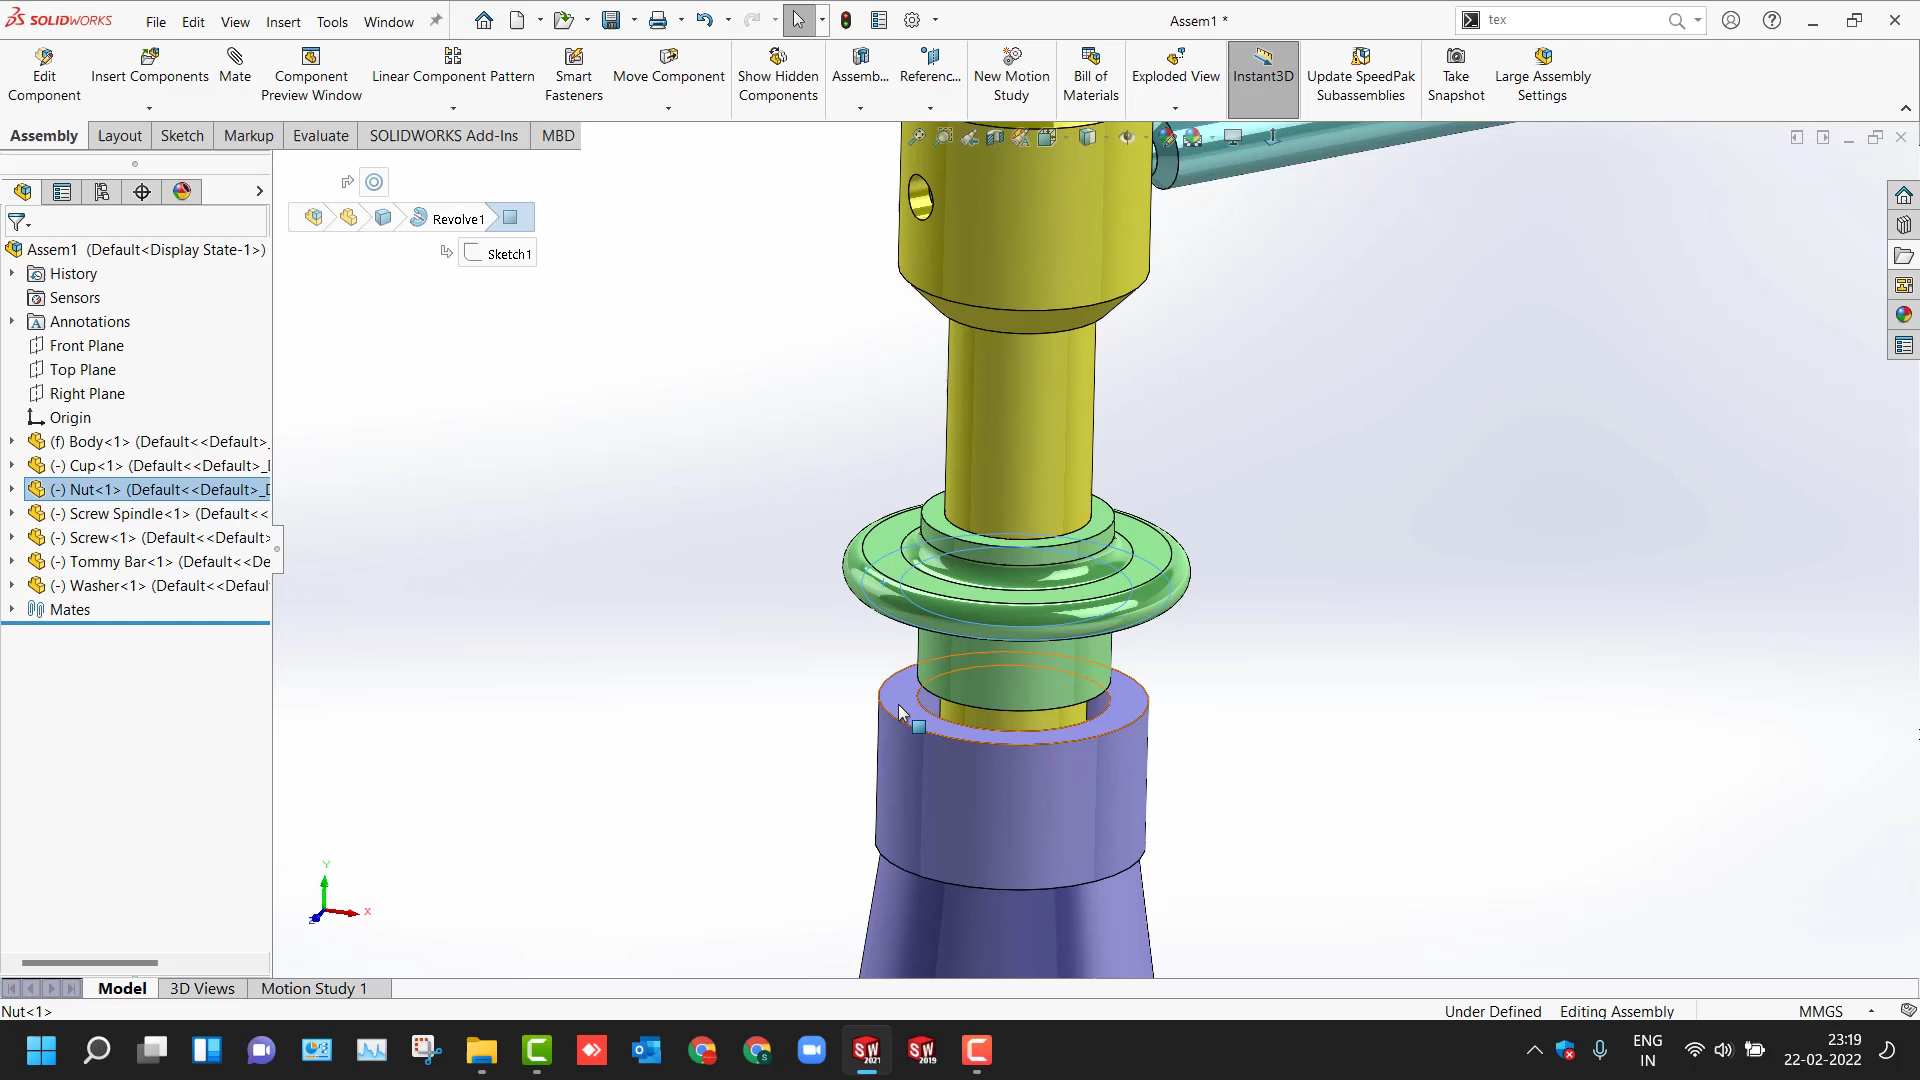 SOLIDWORKS File Edit View Insert Tools Window Assem1 * tex
Edit Component
Insert Components
Mate
Component Preview Window
Linear Component Pattern
Smart Fasteners
Move Component
Show Hidden Components
Assemb...
Referenc...
New Motion Study
Bill of Materials
Exploded View
Instant3D
Update SpeedPak Subassemblies
Take Snapshot
Large Assembly Settings
Assembly Layout Sketch Markup Evaluate SOLIDWORKS Add-Ins MBD
Revolve1
Sketch1
Assem1 (Default<Display State-1>)
History
Sensors
Annotations
Front Plane
Top Plane
Right Plane
Origin
(f) Body<1> (Default<<Default>_
(-) Cup<1> (Default<<Default>_
(-) Nut<1> (Default<<Default>_D
(-) Screw Spindle<1> (Default<<
(-) Screw<1> (Default<<Default>
(-) Tommy Bar<1> (Default<<De
(-) Washer<1> (Default<<Defaul
Mates
Y
X
Z
Model 3D Views Motion Study 1
Nut<1> Under Defined Editing Assembly MMGS
SW 2021
SW 2019
ENG IN
23:19
22-02-2022